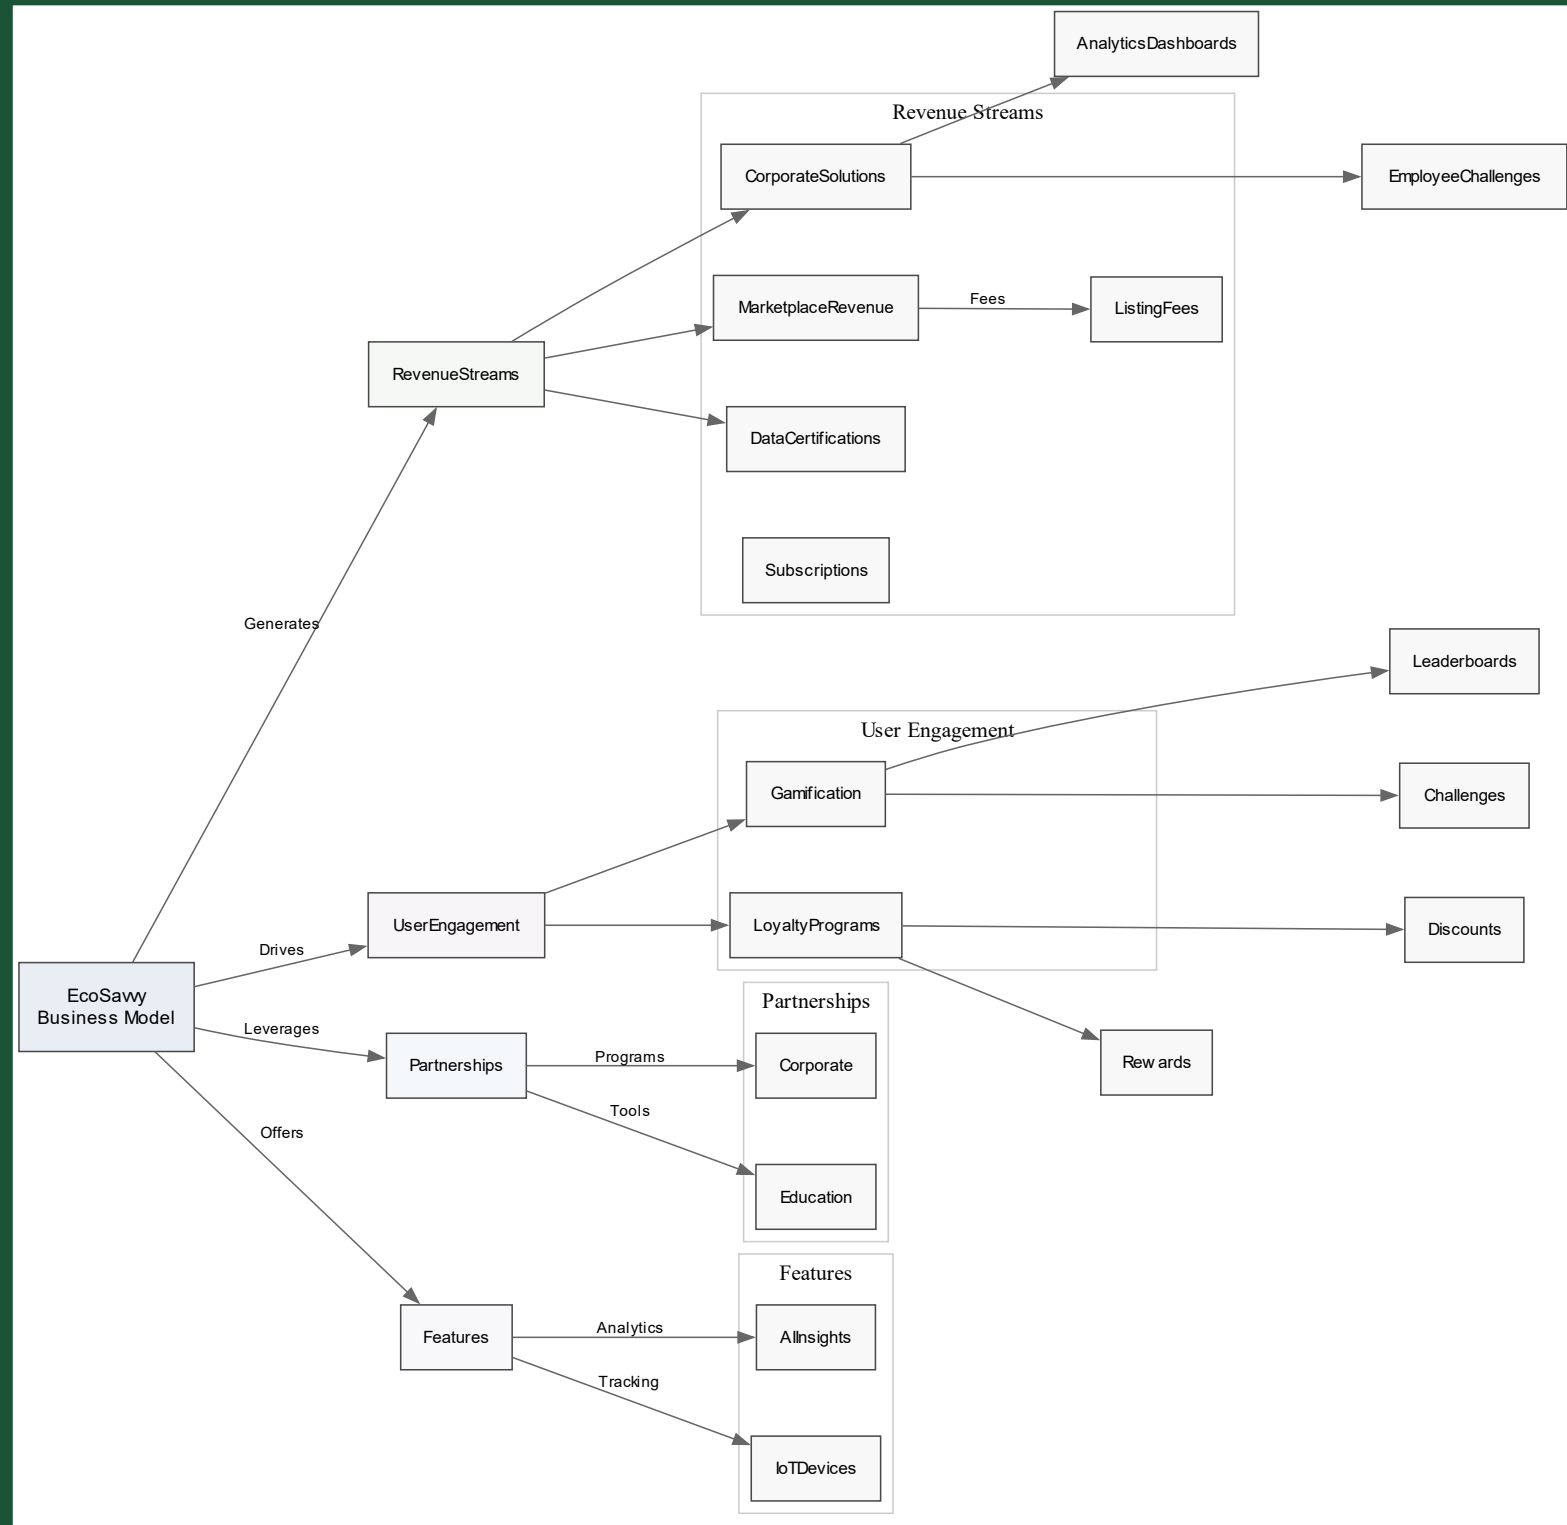 AnalyticsDashboards
Revenue Streams
CorporateSolutions
EmployeeChallenges
MarketplaceRevenue
Fees
ListingFees
RevenueStreams
DataCertifications
Subscriptions
Generates
Leaderboards
User Engagement
Gamification
Challenges
UserEngagement
LoyaltyPrograms
Discounts
Drives
EcoSavvy
Business Model
Partnerships
Leverages
Partnerships
Programs
Corporate
Rewards
Tools
Offers
Education
Features
Features
Analytics
AIInsights
Tracking
IoTDevices